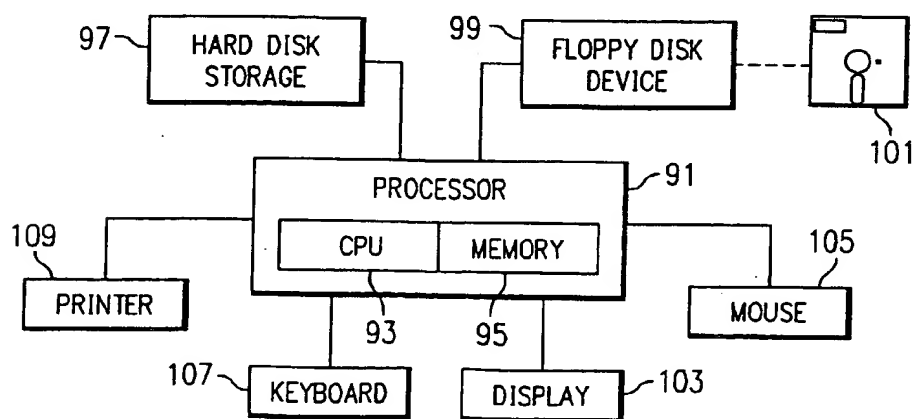 97
HARD DISK
STORAGE
99
FLOPPY DISK
DEVICE
101
PROCESSOR
91
CPU
MEMORY
93
95
109
PRINTER
105
MOUSE
107
KEYBOARD
DISPLAY
103